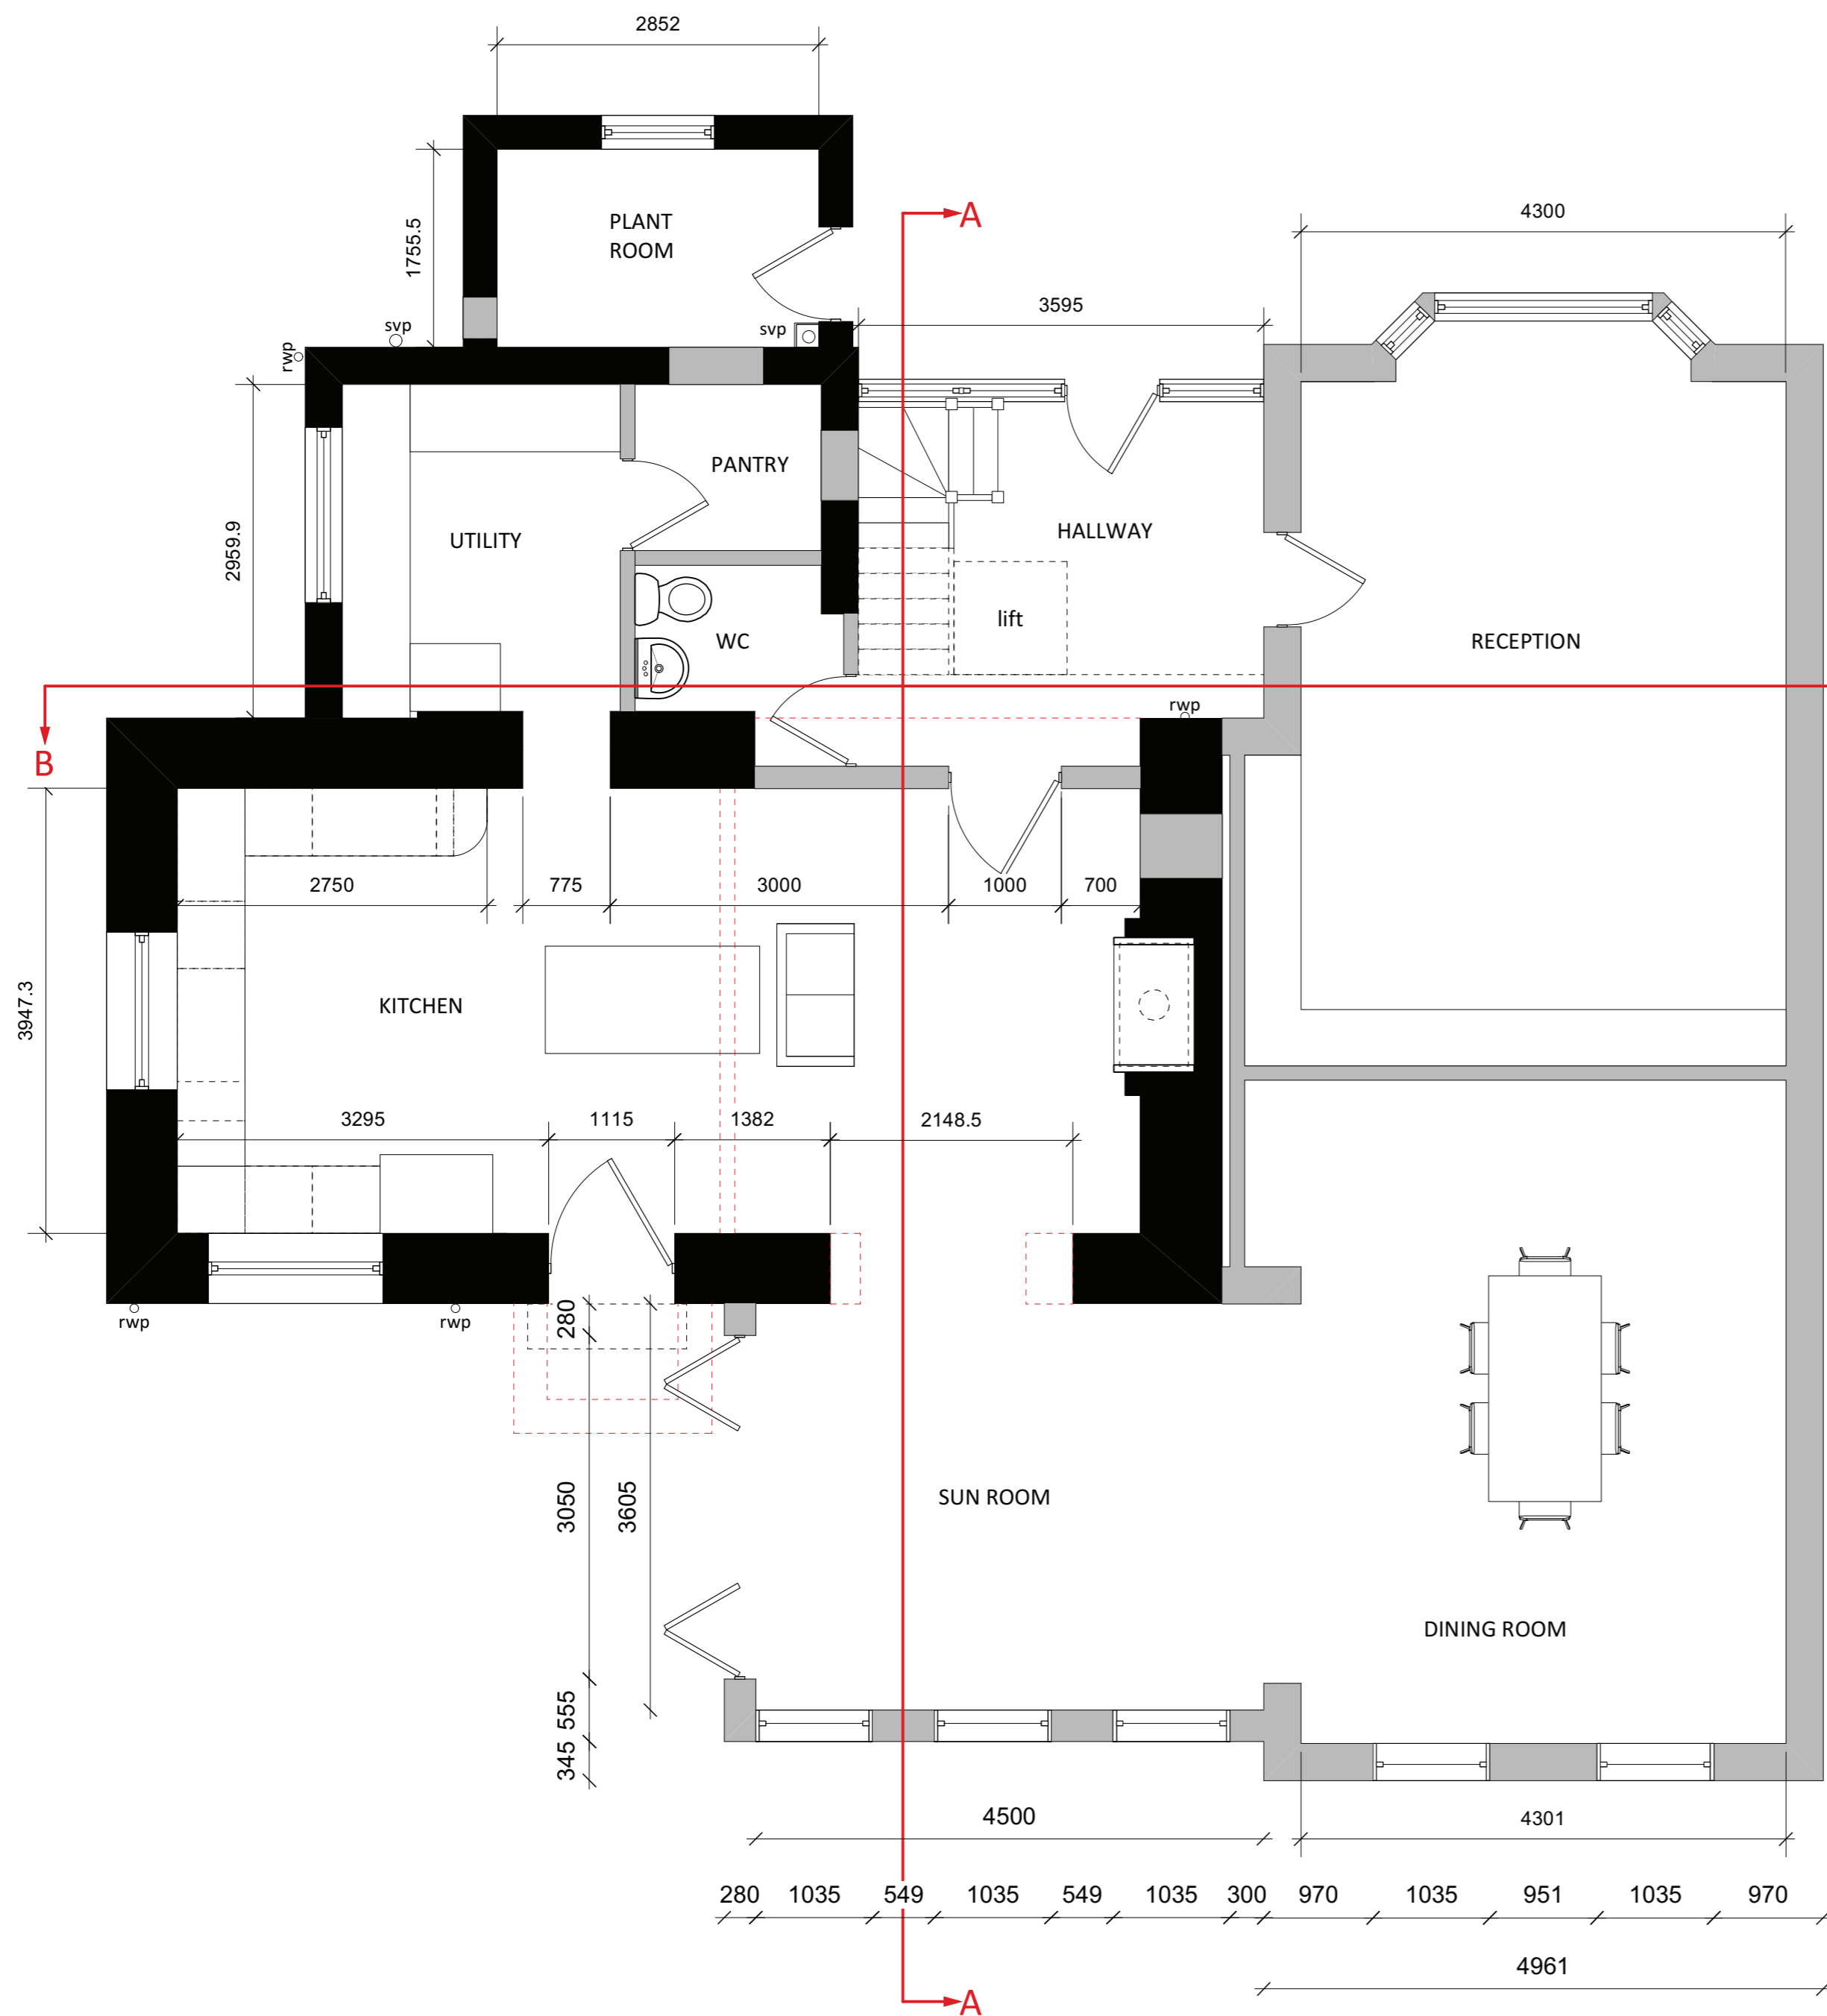 2852
PLANT
ROOM
1755.5
A
4300
3595
svp
svp
rwp
PANTRY
UTILITY
HALLWAY
2959.9
lift
WC
RECEPTION
rwp
B
2750
775
3000
1000
700
KITCHEN
3947.3
3295
1115
1382
2148.5
rwp
rwp
280
3050
3605
SUN ROOM
DINING ROOM
555
345
4500
4301
280
1035
549
1035
549
1035
300
970
1035
951
1035
970
4961
A